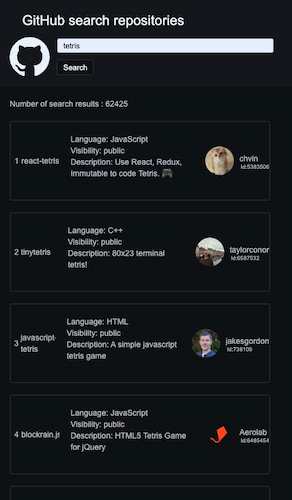 GitHub search repositories
tetris
Search
Number of search results : 62425
1 react-tetris
Language: JavaScript
Visibility: public
Description: Use React, Redux,
Immutable to code Tetris. 🎮
chvin
Id:5383506
2 tinytetris
Language: C++
Visibility: public
Description: 80x23 terminal
tetris!
taylorconor
Id:6587532
3 javascript-
tetris
Language: HTML
Visibility: public
Description: A simple javascript
tetris game
jakesgordon
Id:738109
4 blockrain.js
Language: JavaScript
Visibility: public
Description: HTML5 Tetris Game
for jQuery
Aerolab
Id:6485454